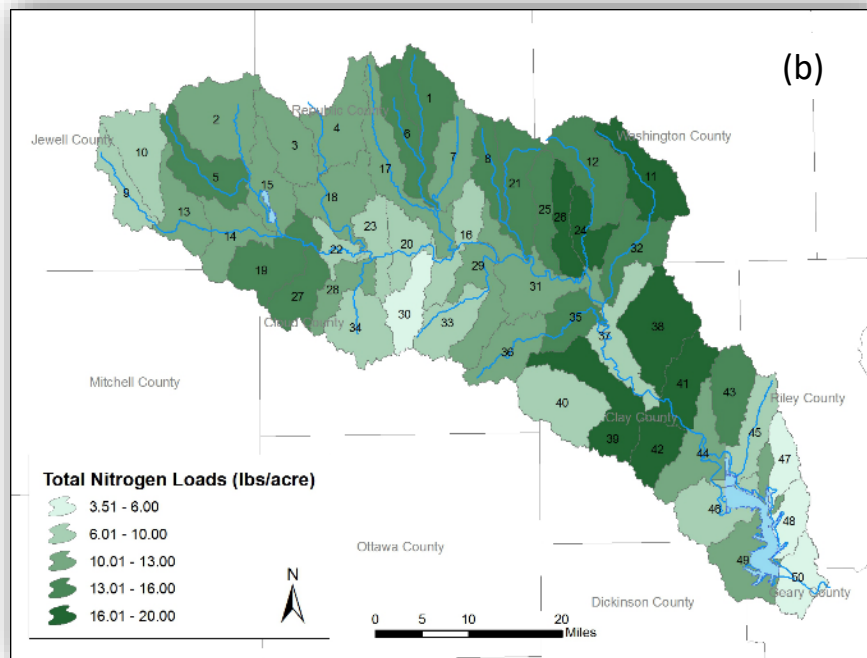 (b)
1
2
4
Republic County
Washington County
Jewell County
3
6
7
8
12
10
17
11
5
21
9
15
18
25
26
24
13
23
16
14
20
32
22
19
29
31
27
28
30
35
38
Cloud County
34
33
37
36
Mitchell County
41
43
Riley County
40
Clay County
45
39
42
44
47
Total Nitrogen Loads (lbs/acre)
3.51 - 6.00
6.01 - 10.00
10.01 - 13.00
13.01 - 16.00
16.01 - 20.00
46
48
Ottawa County
49
50
Geary County
Dickinson County
N
0 5 10 20
Miles